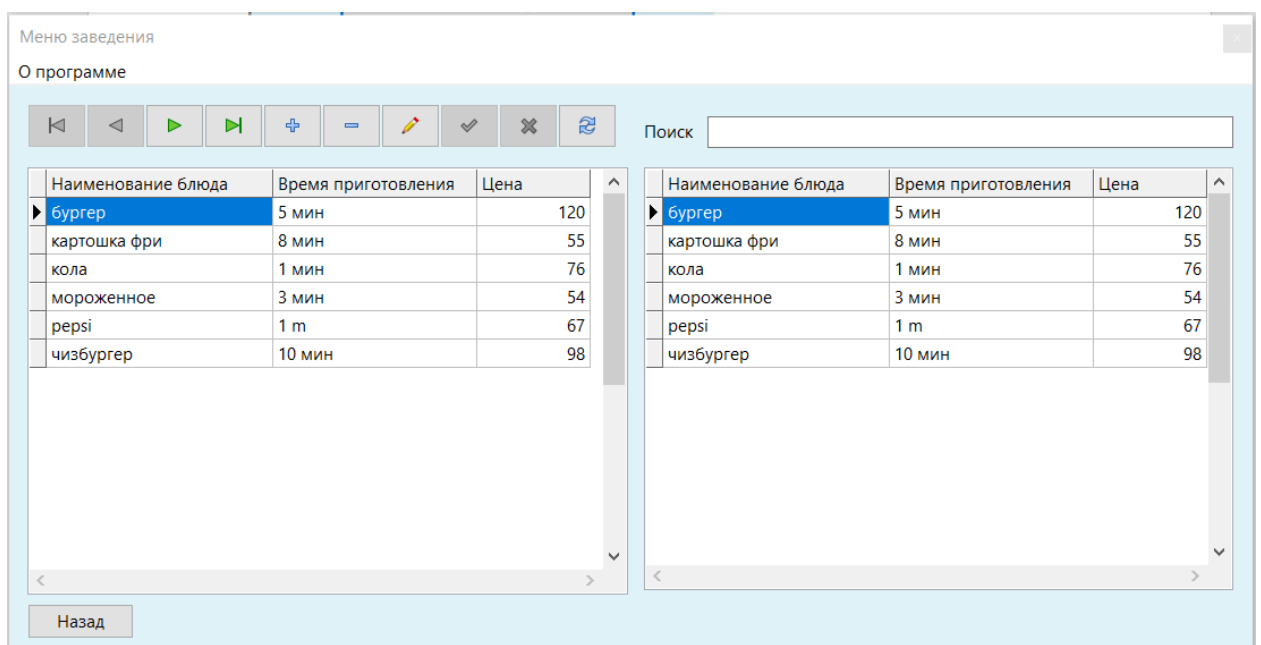 Меню заведения
О программе
Поиск
Наименование блюда Время приготовления Цена
бургер 5 мин 120
картошка фри 8 мин 55
кола 1 мин 76
мороженное 3 мин 54
pepsi 1 m 67
чизбургер 10 мин 98
Наименование блюда Время приготовления Цена
бургер 5 мин 120
картошка фри 8 мин 55
кола 1 мин 76
мороженное 3 мин 54
pepsi 1 m 67
чизбургер 10 мин 98
Назад